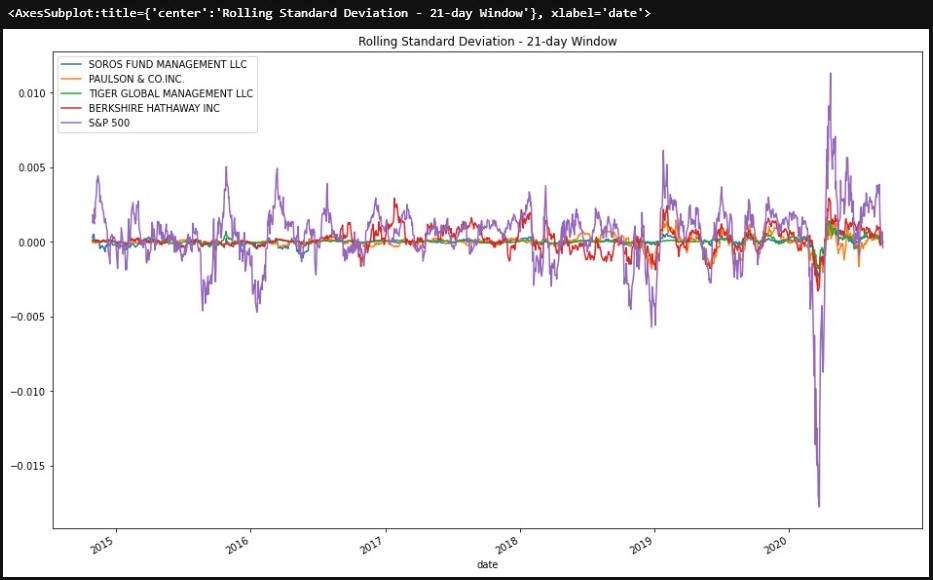 <AxesSubplot:title={'center':'Rolling Standard Deviation - 21-day Window'}, xlabel='date'>
Rolling Standard Deviation - 21-day Window
SOROS FUND MANAGEMENT LLC
PAULSON & CO.INC.
TIGER GLOBAL MANAGEMENT LLC
BERKSHIRE HATHAWAY INC
S&P 500
0.010
0.005
0.000
−0.005
−0.010
−0.015
2015
2016
2017
2018
2019
2020
date